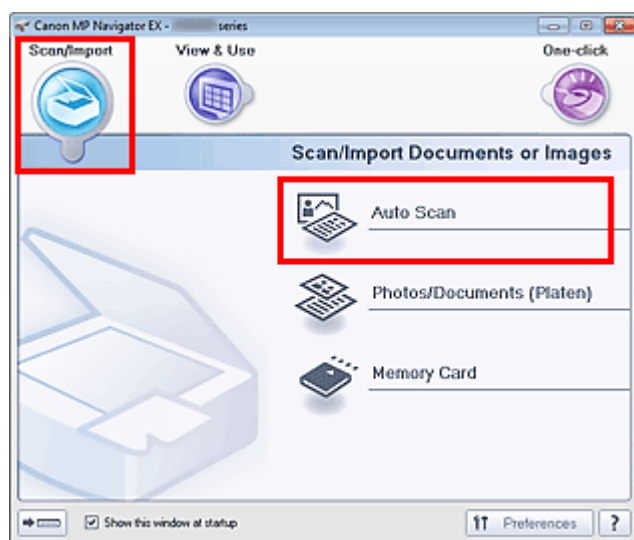 Canon MP Navigator EX - series
Scan/Import View & Use One-click
Scan/Import Documents or Images
Auto Scan
Photos/Documents (Platen)
Memory Card
Show this window at startup Preferences ?